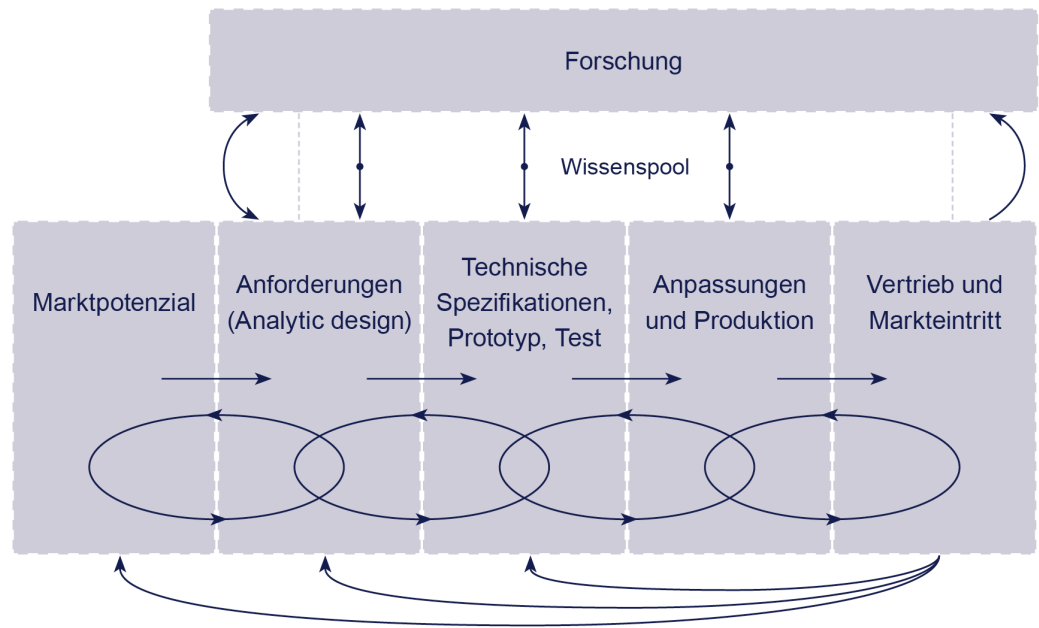 Forschung
Wissenspool
Marktpotenzial
Anforderungen
(Analytic design)
Technische
Spezifikationen,
Prototyp, Test
Anpassungen
und Produktion
Vertrieb und
Markteintritt